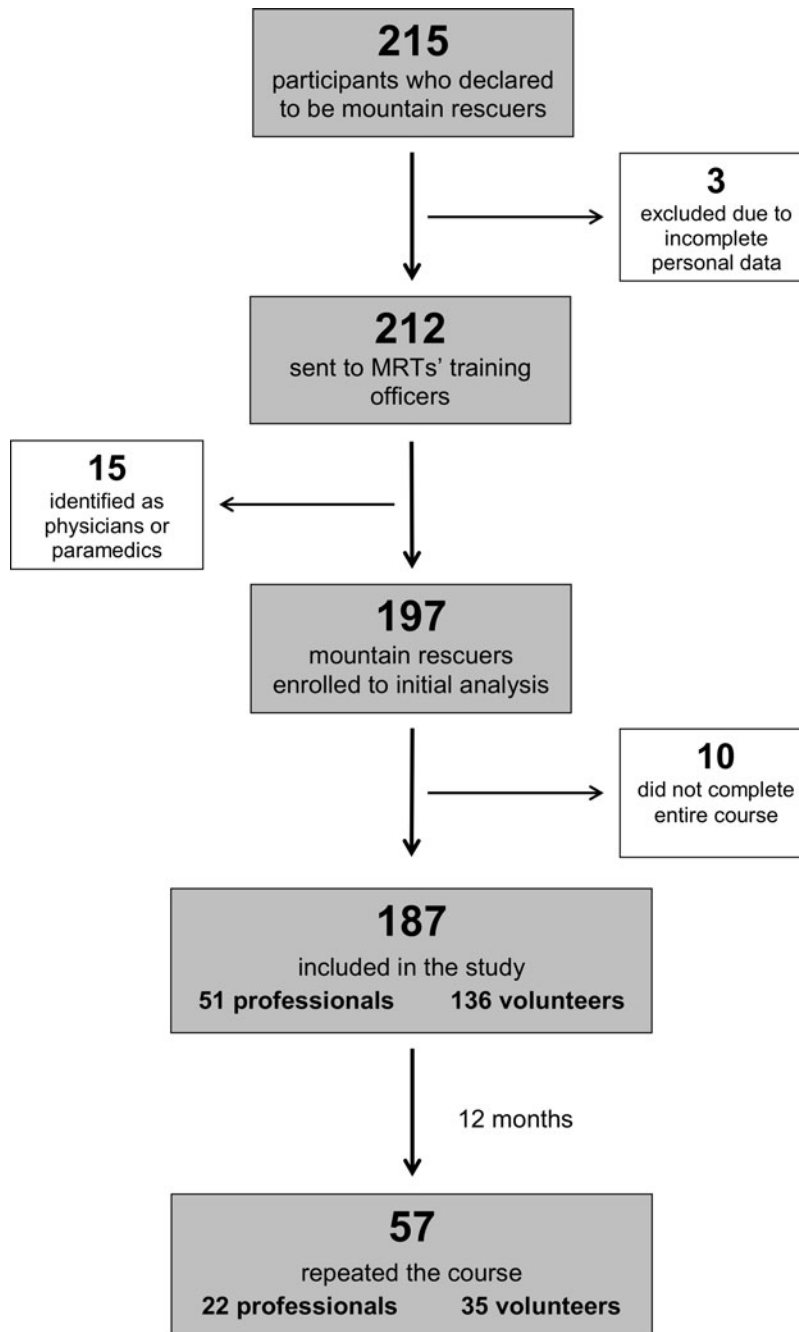 215
participants who declared
to be mountain rescuers
3
excluded due to
incomplete
personal data
212
sent to MRTs’ training
officers
15
identified as
physicians or
paramedics
197
mountain rescuers
enrolled to initial analysis
10
did not complete
entire course
187
included in the study
51 professionals 136 volunteers
12 months
57
repeated the course
22 professionals 35 volunteers